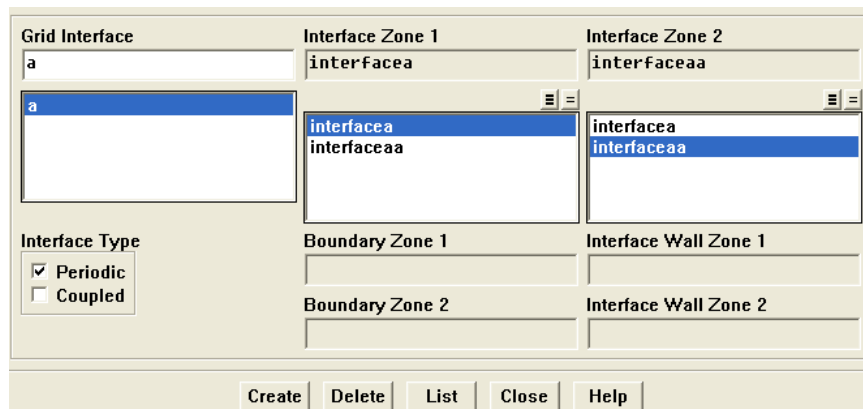 Grid Interface
Interface Zone 1
Interface Zone 2
a
interfacea
interfaceaa
a
interfacea
interfaceaa
interfacea
interfaceaa
Interface Type
Periodic
Coupled
Boundary Zone 1
Interface Wall Zone 1
Boundary Zone 2
Interface Wall Zone 2
Create
Delete
List
Close
Help